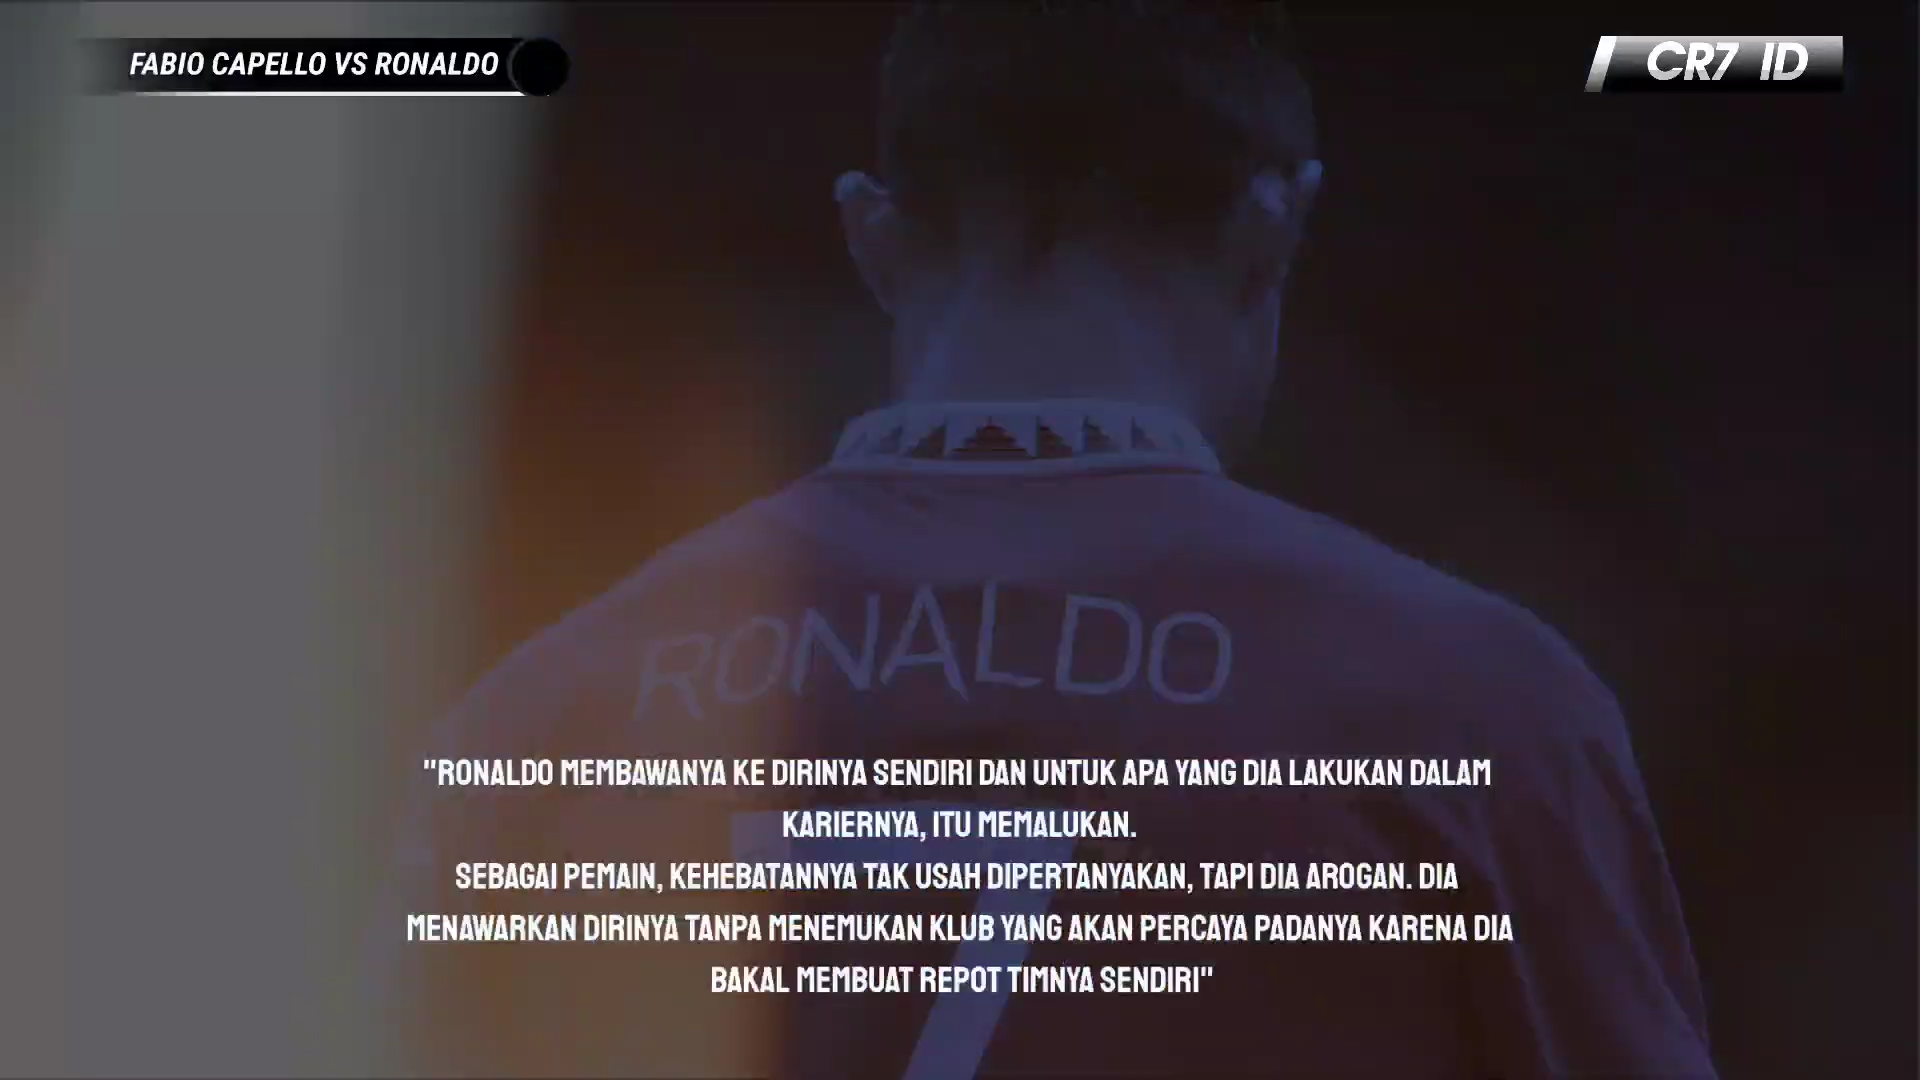 FABIO CAPELLO VS RONALDO
CR7 ID
RONALDO
7
"RONALDO MEMBAWANYA KE DIRINYA SENDIRI DAN UNTUK APA YANG DIA LAKUKAN DALAM
KARIERNYA, ITU MEMALUKAN.
SEBAGAI PEMAIN, KEHEBATANNYA TAK USAH DIPERTANYAKAN, TAPI DIA AROGAN. DIA
MENAWARKAN DIRINYA TANPA MENEMUKAN KLUB YANG AKAN PERCAYA PADANYA KARENA DIA
BAKAL MEMBUAT REPOT TIMNYA SENDIRI"